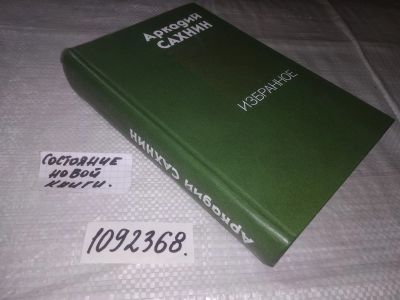 Аркадий
САХНИН
ИЗБРАННОЕ
Аркадий САХНИН
Состояние
новой
книги.
1092368.